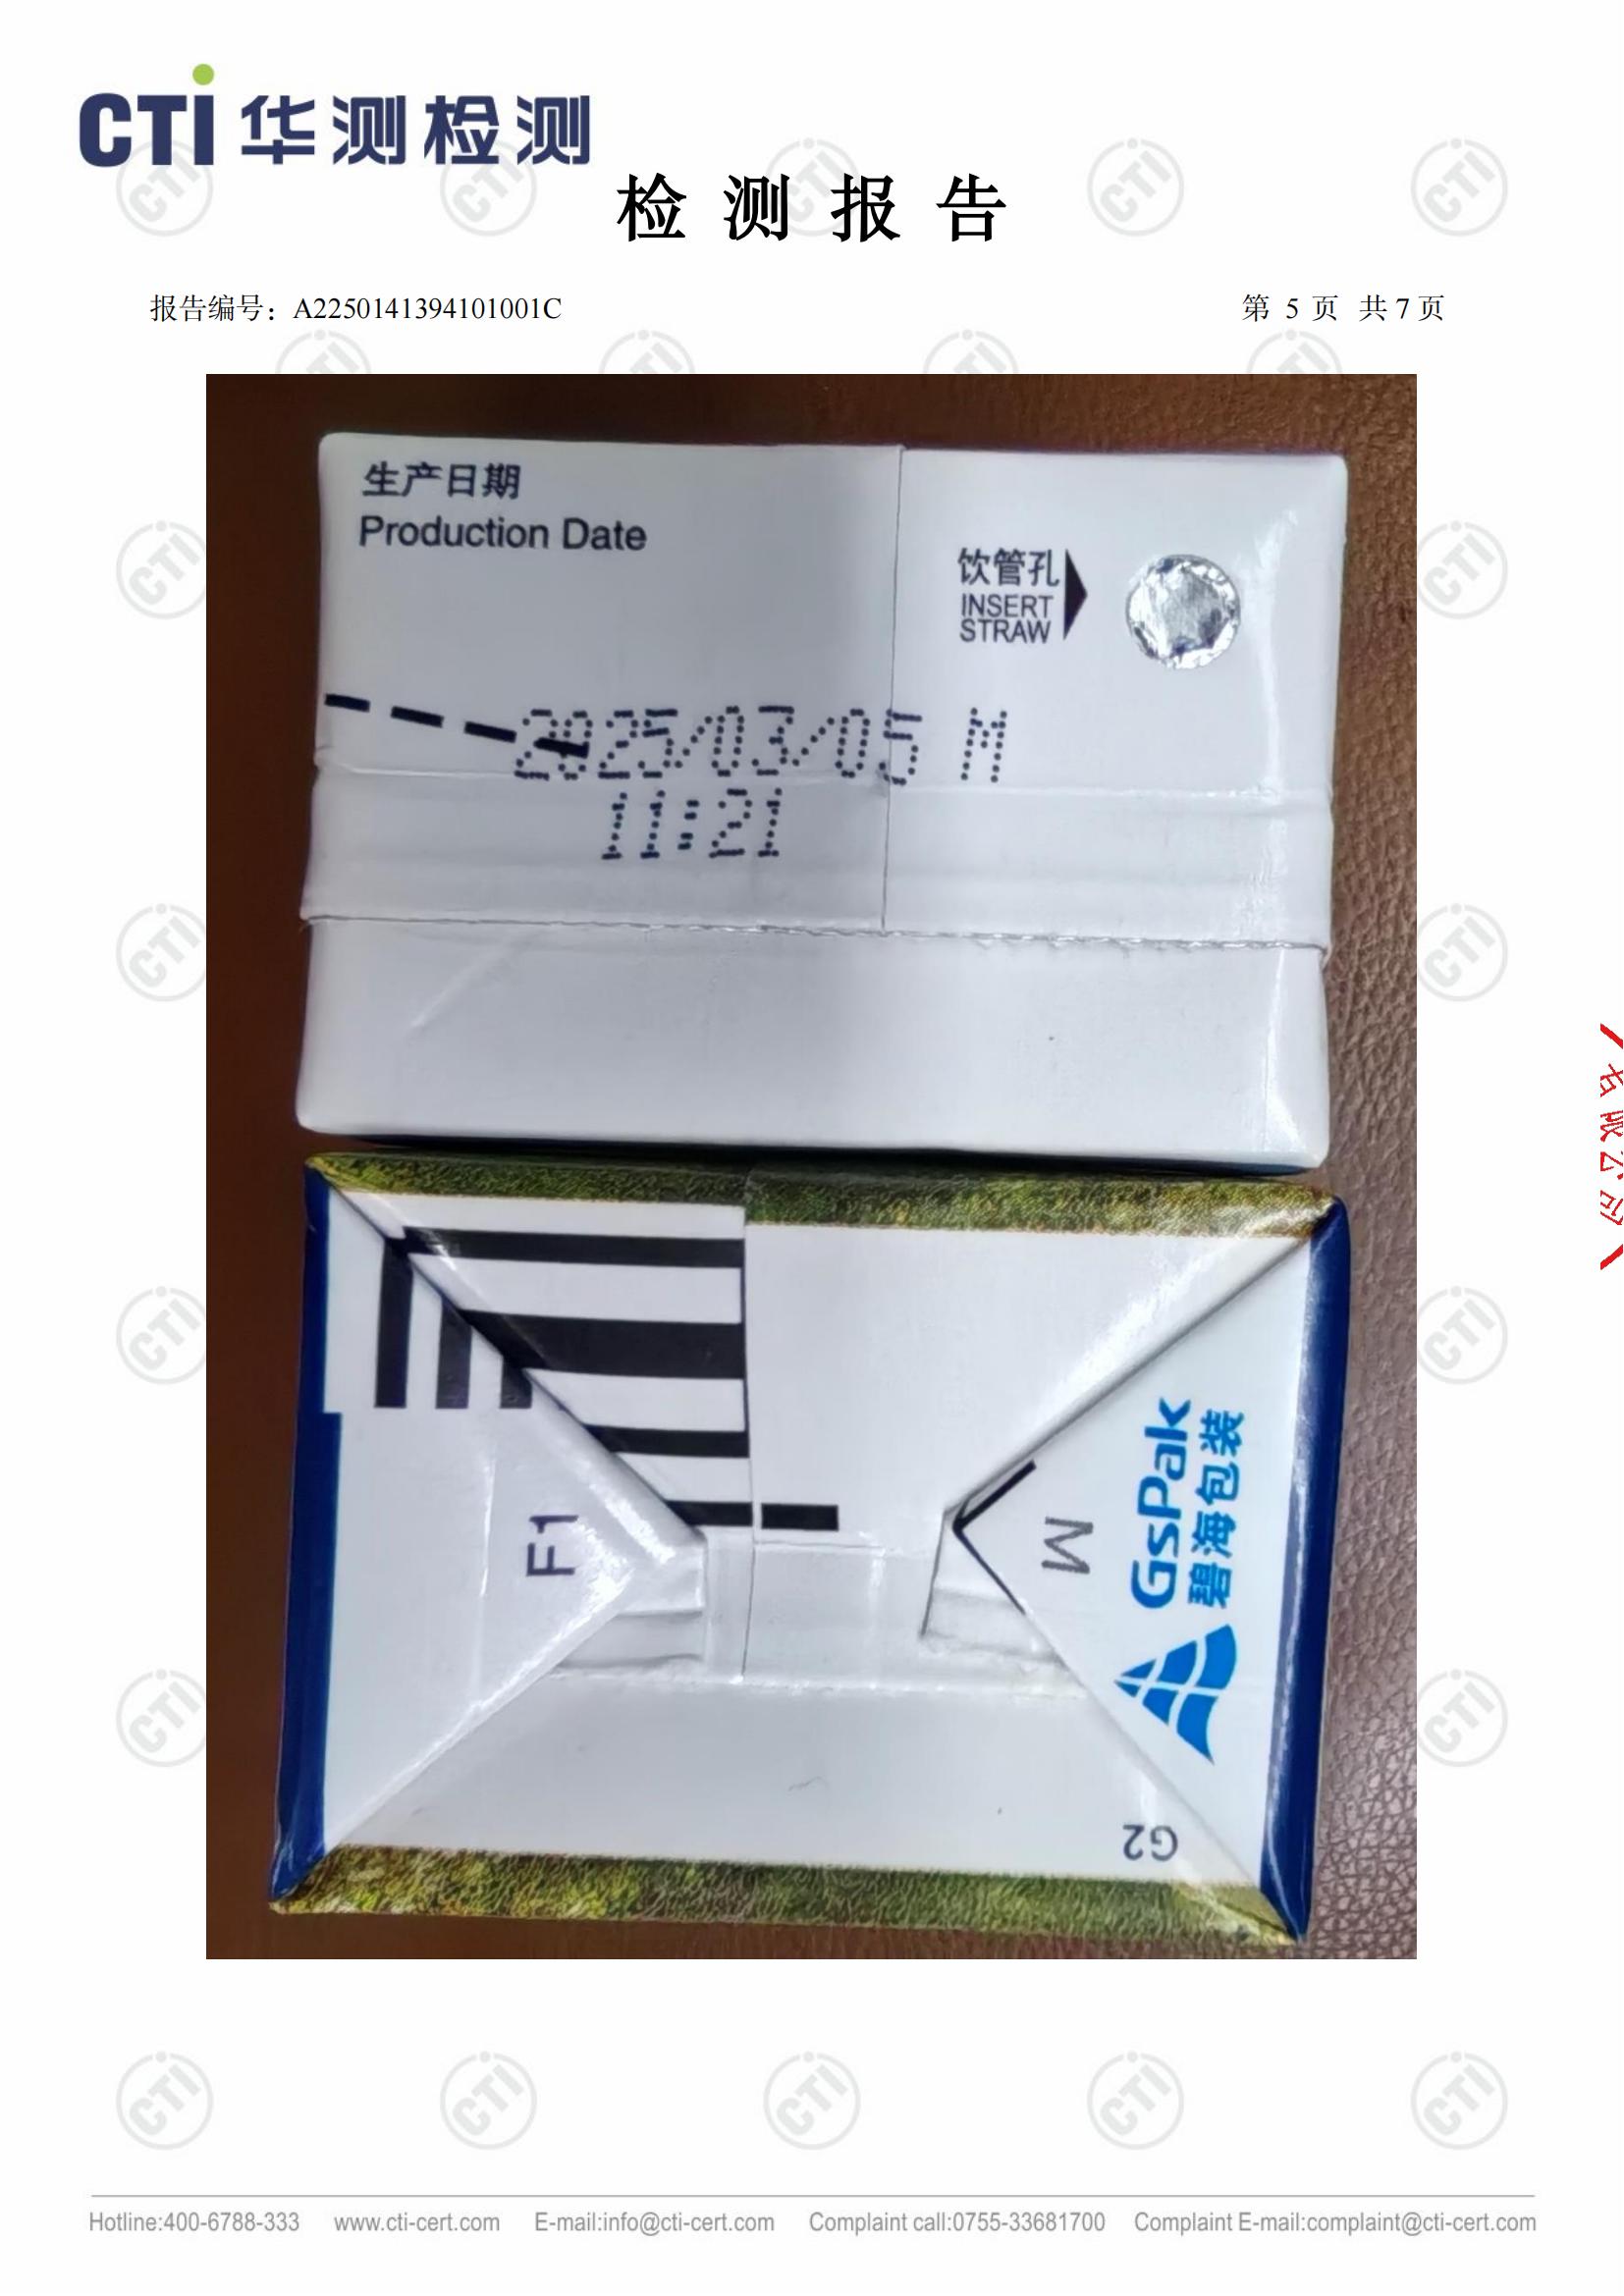 CTI 华测检测
检测报告
报告编号：A2250141394101001C
第 5 页 共 7 页
生产日期
Production Date
饮管孔
INSERT
STRAW
2025/03/05 M
11:21
F1
M
GsPak
碧海包装
G2
限公司
Hotline:400-6788-333 www.cti-cert.com E-mail:info@cti-cert.com Complaint call:0755-33681700 Complaint E-mail:complaint@cti-cert.com